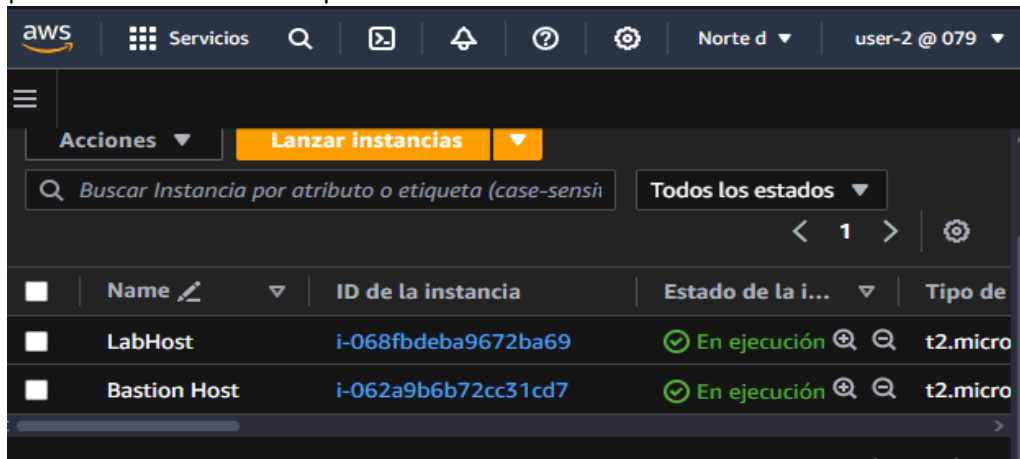 aws Servicios Norte d user-2 @ 079
Acciones Lanzar instancias
Buscar Instancia por atributo o etiqueta (case-sensit Todos los estados
1
Name ID de la instancia Estado de la i... Tipo de
LabHost i-068fbdeba9672ba69 En ejecución t2.micro
Bastion Host i-062a9b6b72cc31cd7 En ejecución t2.micro